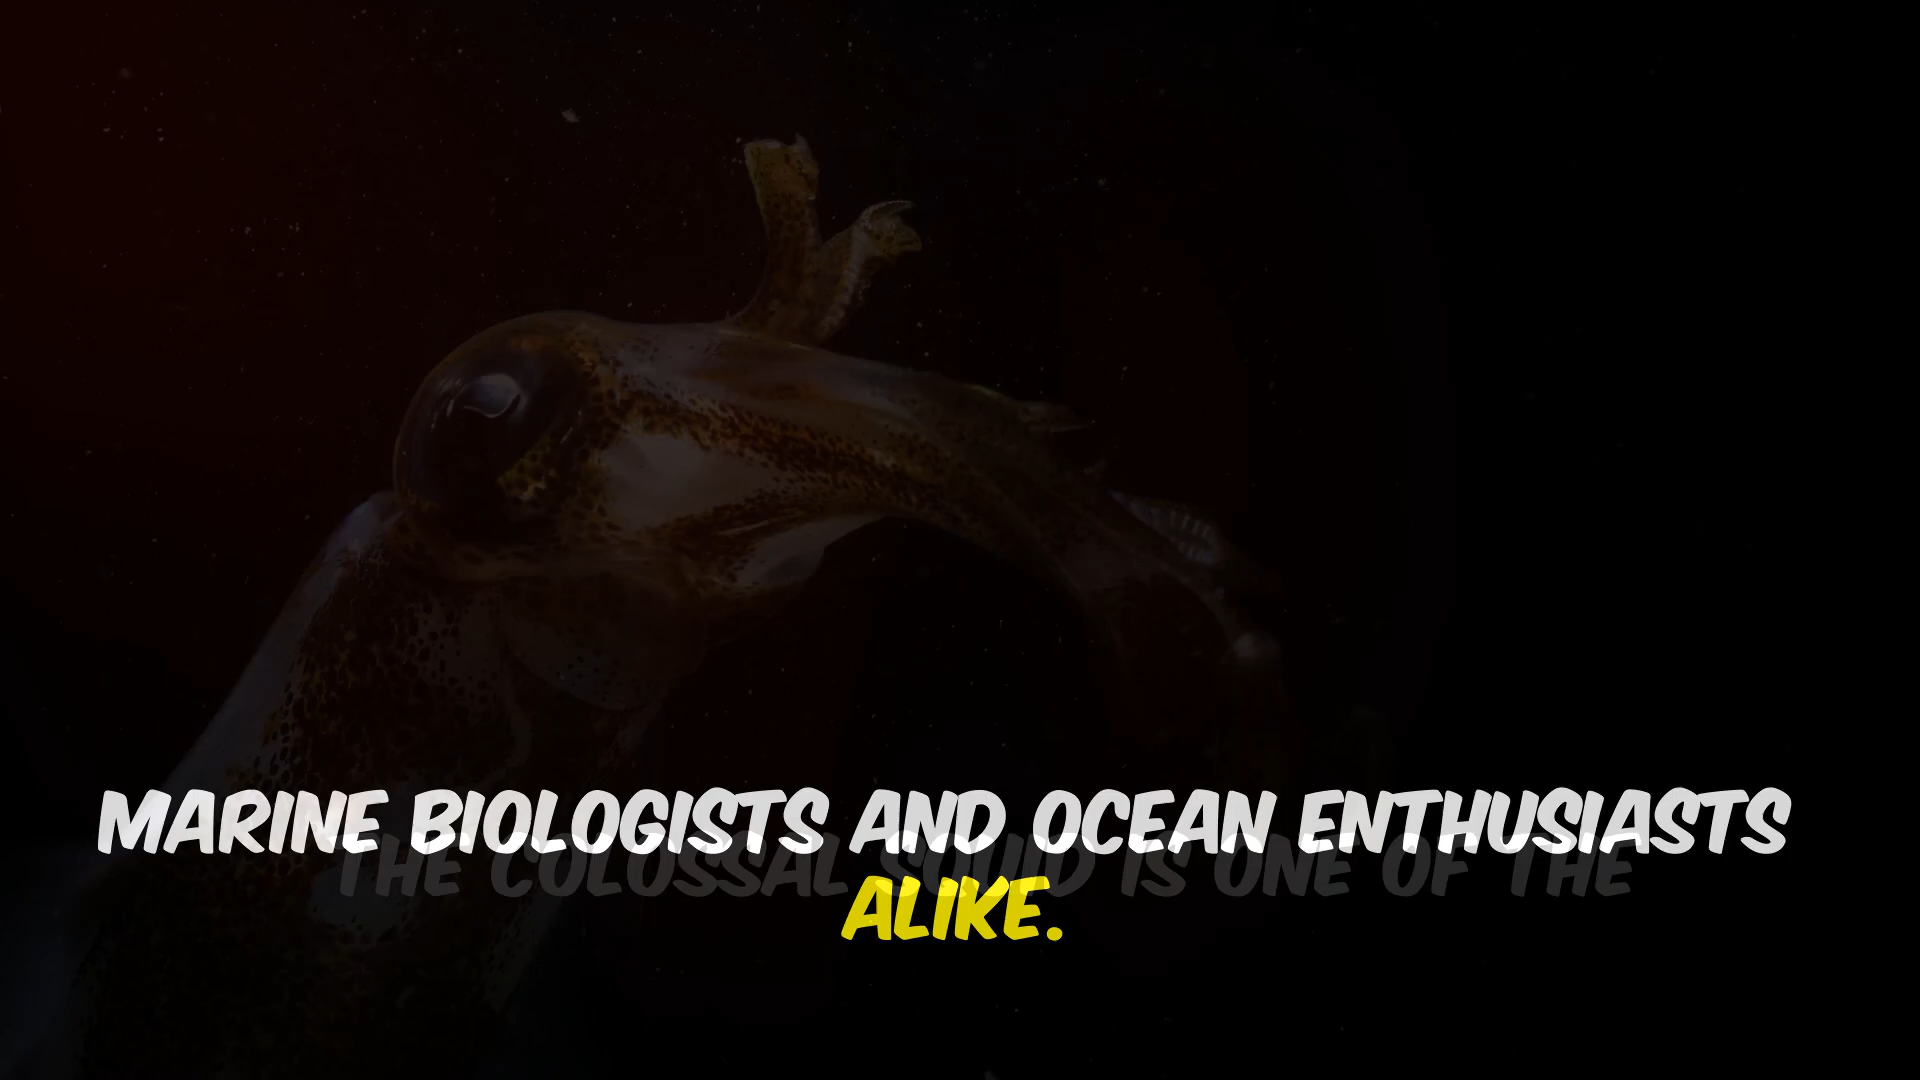 MARINE BIOLOGISTS AND OCEAN ENTHUSIASTS
THE COLOSSAL SQUID IS ONE OF THE
ALIKE.